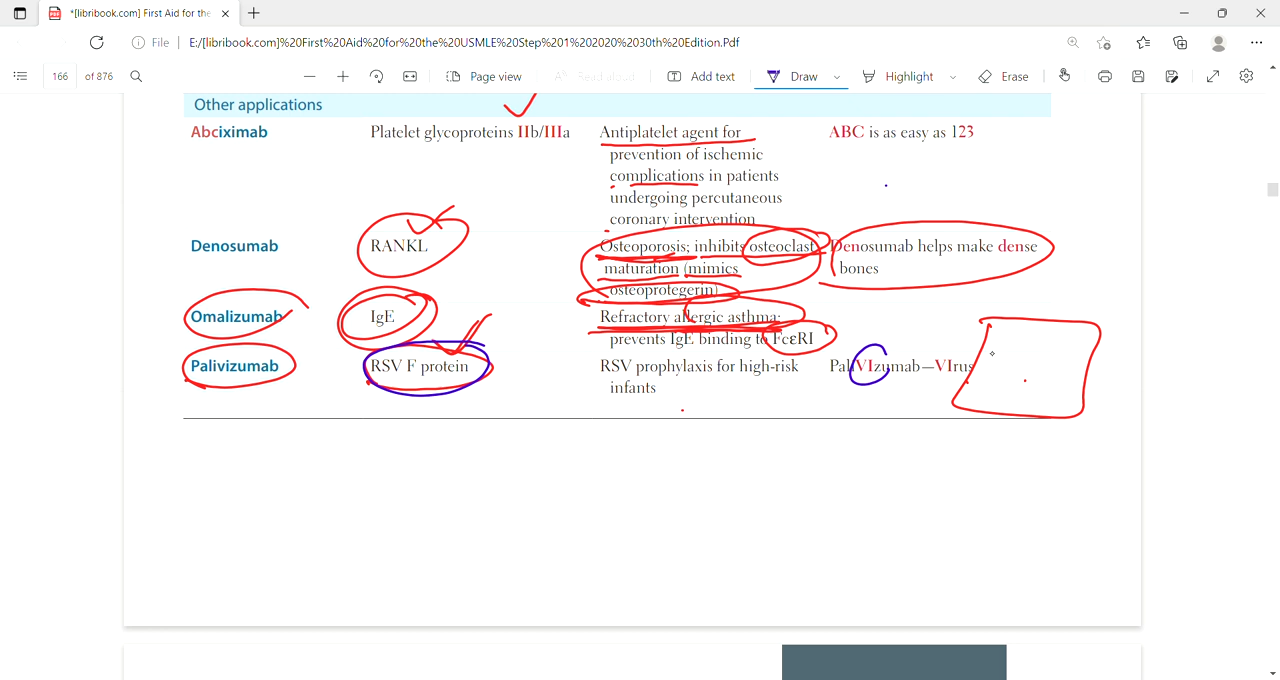 *[libribook.com] First Aid for the
File E:/[libribook.com]%20First%20Aid%20for%20the%20USMLE%20Step%201%202020%2030th%20Edition.Pdf
166 of 876 Page view Read aloud Add text Draw Highlight Erase
Other applications
Abciximab Platelet glycoproteins IIb/IIIa Antiplatelet agent for ABC is as easy as 123
prevention of ischemic
complications in patients
undergoing percutaneous
coronary intervention
Denosumab RANKL Osteoporosis; inhibits osteoclast Denosumab helps make dense
maturation (mimics bones
osteoprotegerin)
Omalizumab IgE Refractory allergic asthma;
prevents IgE binding to FcεRI
Palivizumab RSV F protein RSV prophylaxis for high-risk PaliVIzumab—VIrus
infants